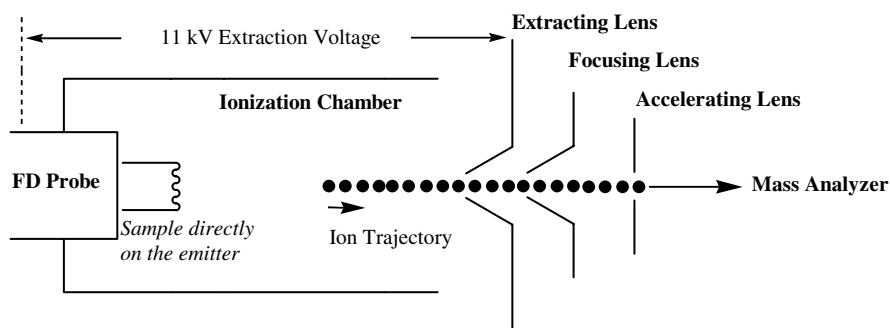 Extracting Lens
11 kV Extraction Voltage
Focusing Lens
Ionization Chamber
Accelerating Lens
FD Probe
Mass Analyzer
Sample directly
on the emitter
Ion Trajectory